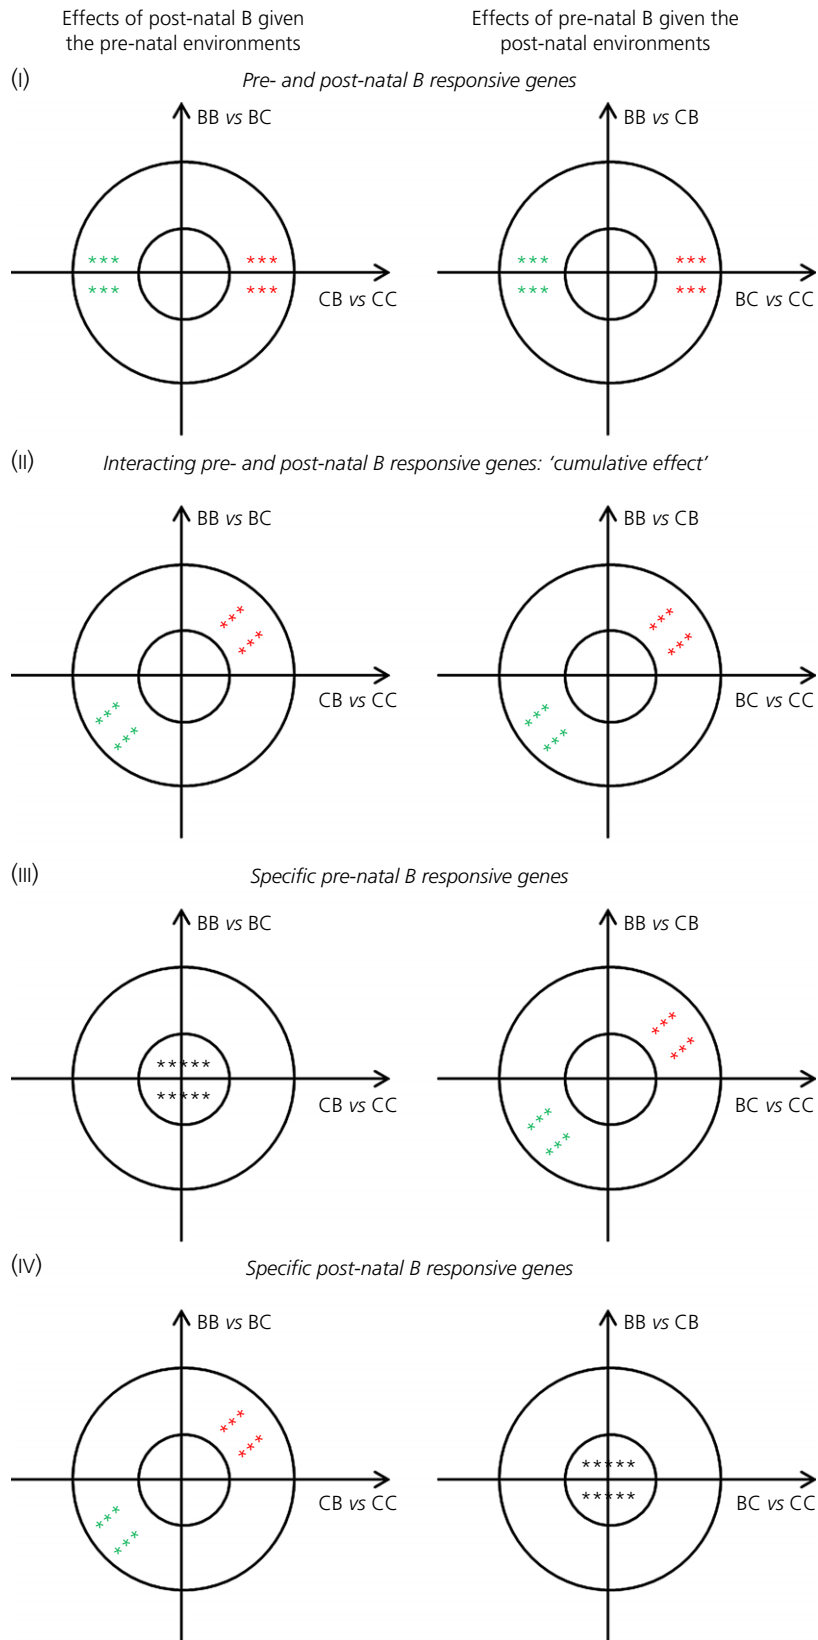 Effects of post-natal B given
the pre-natal environments
Effects of pre-natal B given the
post-natal environments
(I)
Pre- and post-natal B responsive genes
BB vs BC
CB vs CC
BB vs CB
BC vs CC
(II)
Interacting pre- and post-natal B responsive genes: ‘cumulative effect’
BB vs BC
CB vs CC
BB vs CB
BC vs CC
(III)
Specific pre-natal B responsive genes
BB vs BC
CB vs CC
BB vs CB
BC vs CC
(IV)
Specific post-natal B responsive genes
BB vs BC
CB vs CC
BB vs CB
BC vs CC